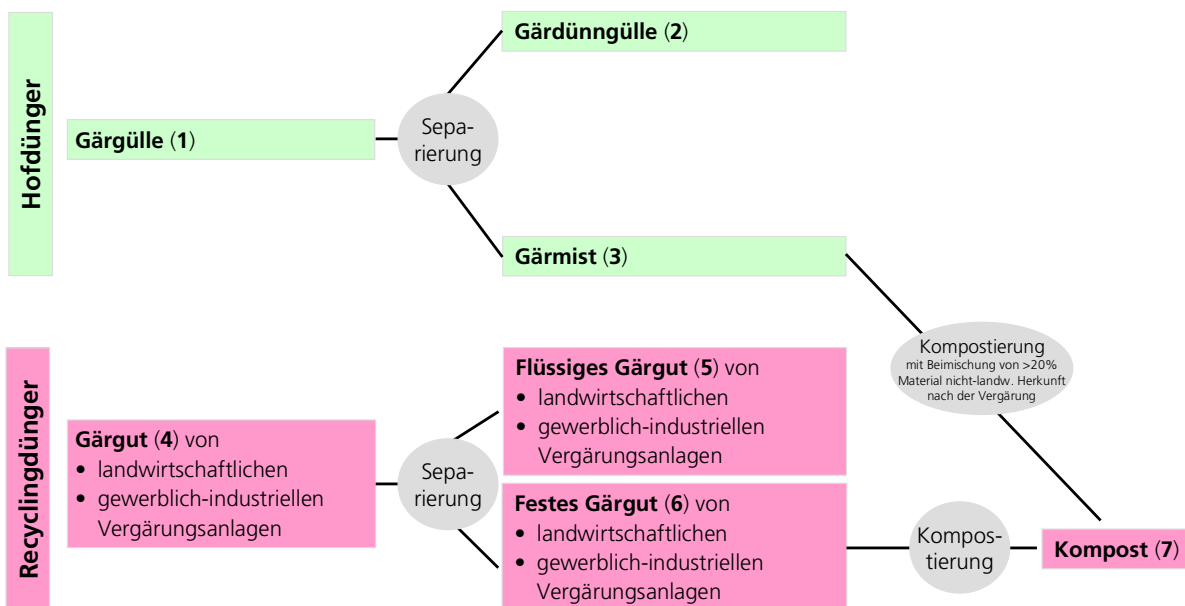 Hofdünger
Gärgülle (1)
Sepa-
rierung
Gärdünngülle (2)
Gärmist (3)
Kompostierung
mit Beimischung von >20%
Material nicht-landw. Herkunft
nach der Vergärung
Recyclingdünger
Gärgut (4) von
• landwirtschaftlichen
• gewerblich-industriellen
Vergärungsanlagen
Sepa-
rierung
Flüssiges Gärgut (5) von
• landwirtschaftlichen
• gewerblich-industriellen
Vergärungsanlagen
Festes Gärgut (6) von
• landwirtschaftlichen
• gewerblich-industriellen
Vergärungsanlagen
Kompos-
tierung
Kompost (7)